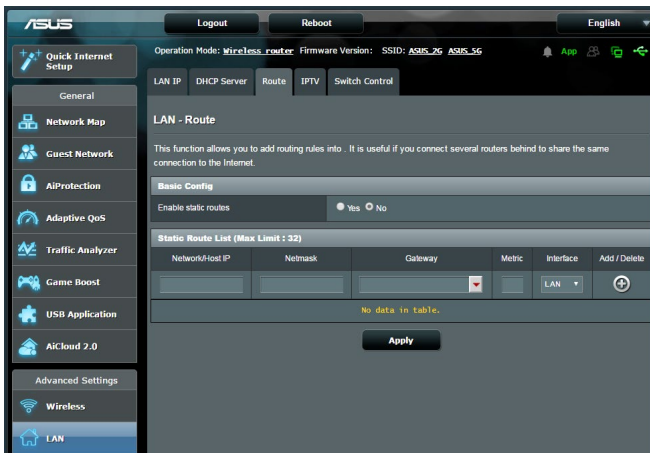 ASUS
Logout
Reboot
English
Quick Internet Setup
Operation Mode: Wireless router Firmware Version: SSID: ASUS_2G ASUS_5G
App
General
LAN IP
DHCP Server
Route
IPTV
Switch Control
Network Map
Guest Network
AiProtection
Adaptive QoS
Traffic Analyzer
Game Boost
USB Application
AiCloud 2.0
Advanced Settings
Wireless
LAN
LAN - Route
This function allows you to add routing rules into . It is useful if you connect several routers behind to share the same
connection to the Internet.
Basic Config
Enable static routes
Yes No
Static Route List (Max Limit : 32)
Network/Host IP
Netmask
Gateway
Metric
Interface
Add / Delete
LAN
No data in table.
Apply